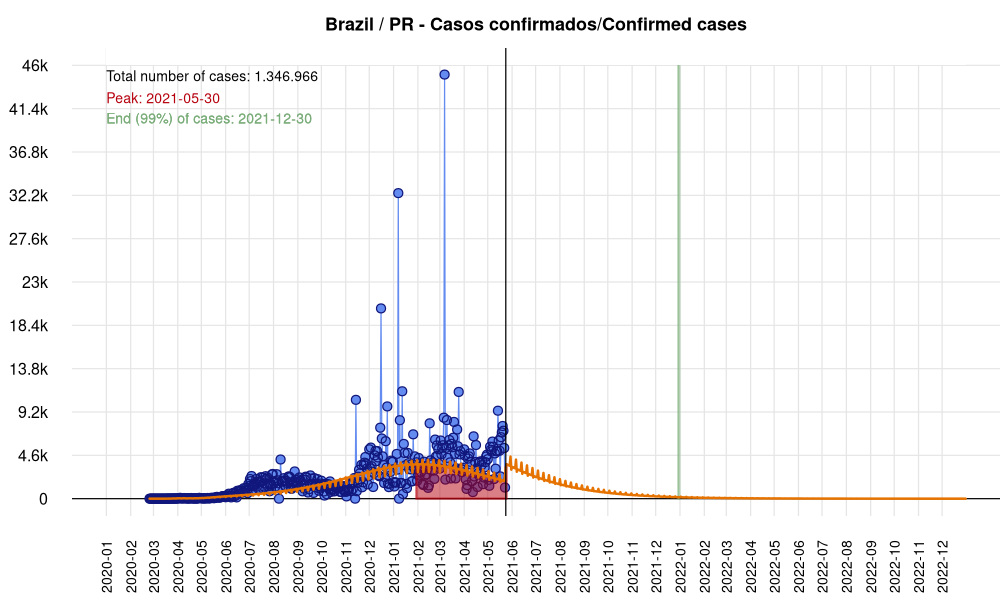 Brazil / PR - Casos confirmados/Confirmed cases
46k
41.4k
36.8k
32.2k
27.6k
23k
18.4k
13.8k
9.2k
4.6k
0
Total number of cases: 1.346.966
Peak: 2021-05-30
End (99%) of cases: 2021-12-30
2020-01
2020-02
2020-03
2020-04
2020-05
2020-06
2020-07
2020-08
2020-09
2020-10
2020-11
2020-12
2021-01
2021-02
2021-03
2021-04
2021-05
2021-06
2021-07
2021-08
2021-09
2021-10
2021-11
2021-12
2022-01
2022-02
2022-03
2022-04
2022-05
2022-06
2022-07
2022-08
2022-09
2022-10
2022-11
2022-12